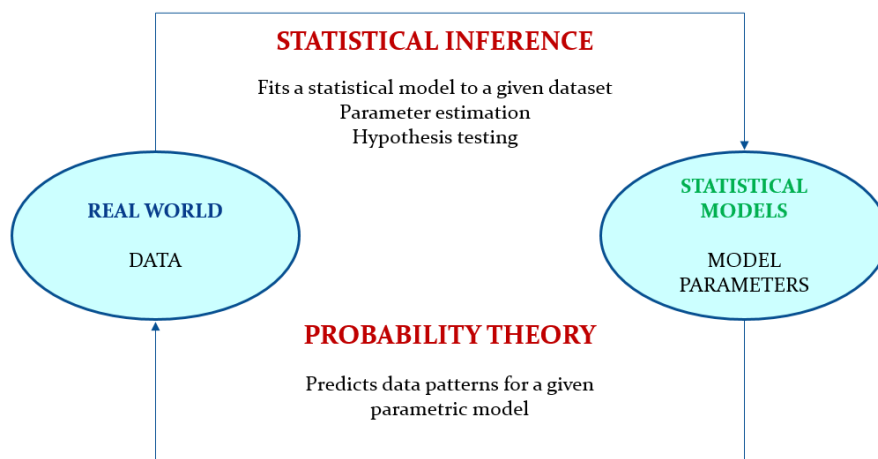 STATISTICAL INFERENCE
Fits a statistical model to a given dataset
Parameter estimation
Hypothesis testing
REAL WORLD
DATA
STATISTICAL
MODELS
MODEL
PARAMETERS
PROBABILITY THEORY
Predicts data patterns for a given
parametric model